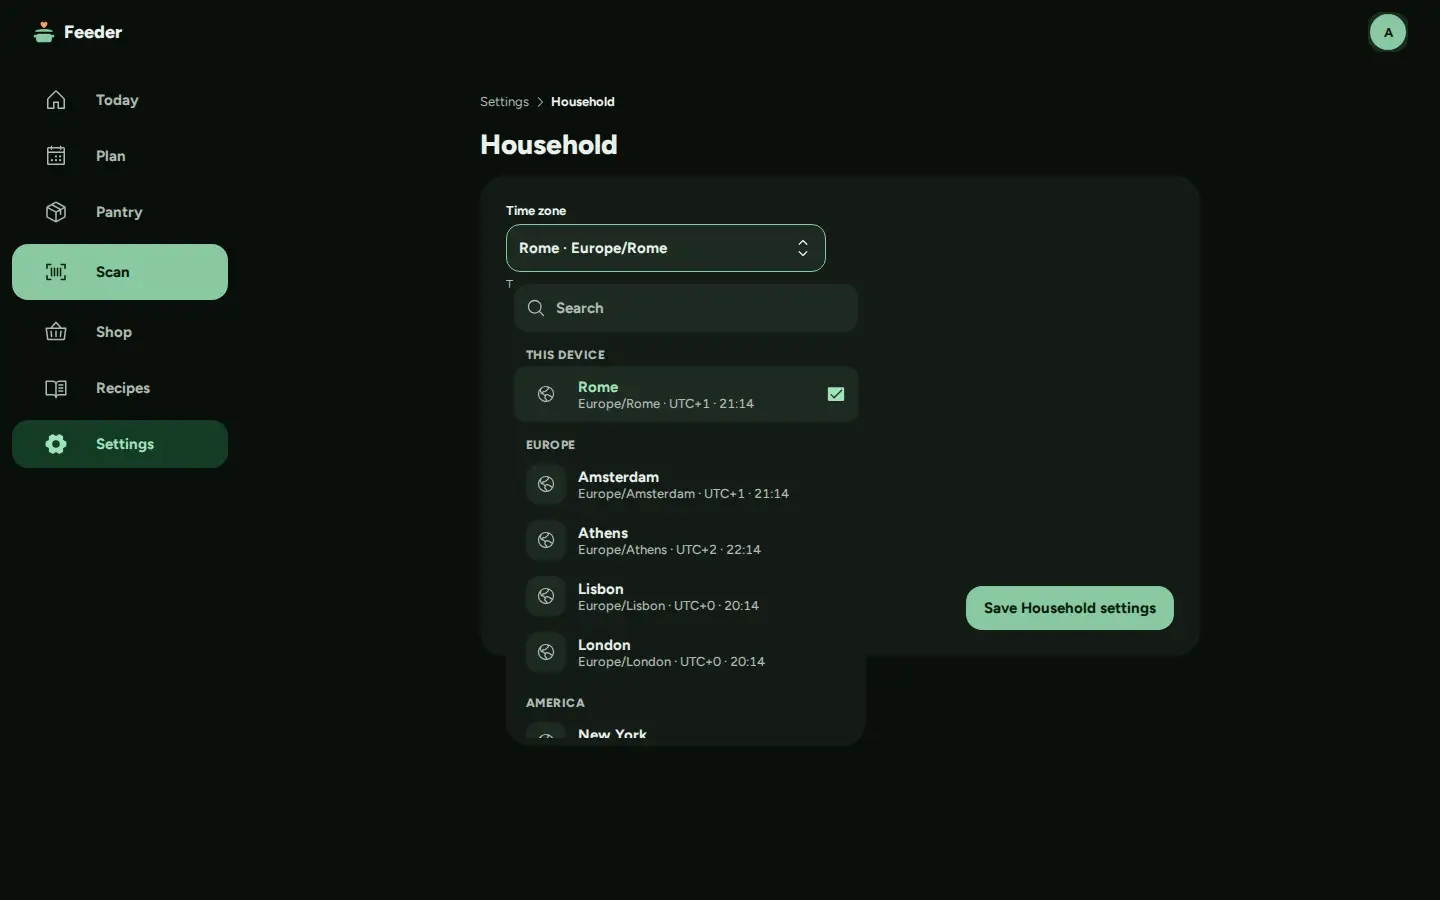 Feeder
A
Today
Plan
Pantry
Scan
Shop
Recipes
Settings
Settings > Household
Household
Time zone
Rome · Europe/Rome
T
Search
THIS DEVICE
Rome
Europe/Rome · UTC+1 · 21:14
EUROPE
Amsterdam
Europe/Amsterdam · UTC+1 · 21:14
Athens
Europe/Athens · UTC+2 · 22:14
Lisbon
Europe/Lisbon · UTC+0 · 20:14
London
Europe/London · UTC+0 · 20:14
AMERICA
New York
Save Household settings